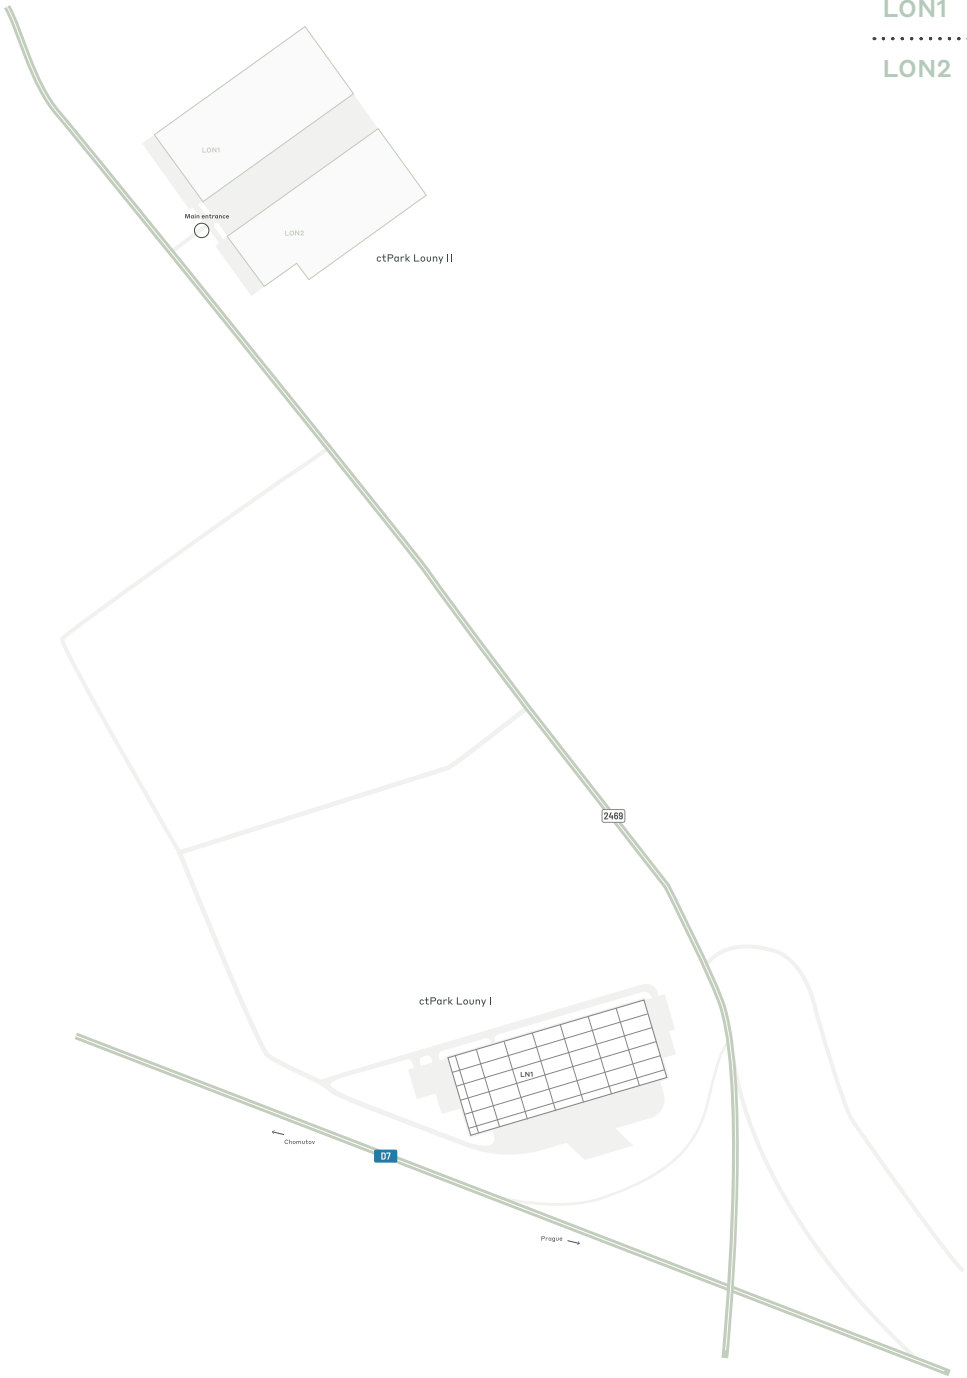 LON1
LON2
LON1
Main entrance
LON2
ctPark Louny II
2469
ctPark Louny I
LN1
Chomutov
D7
Prague